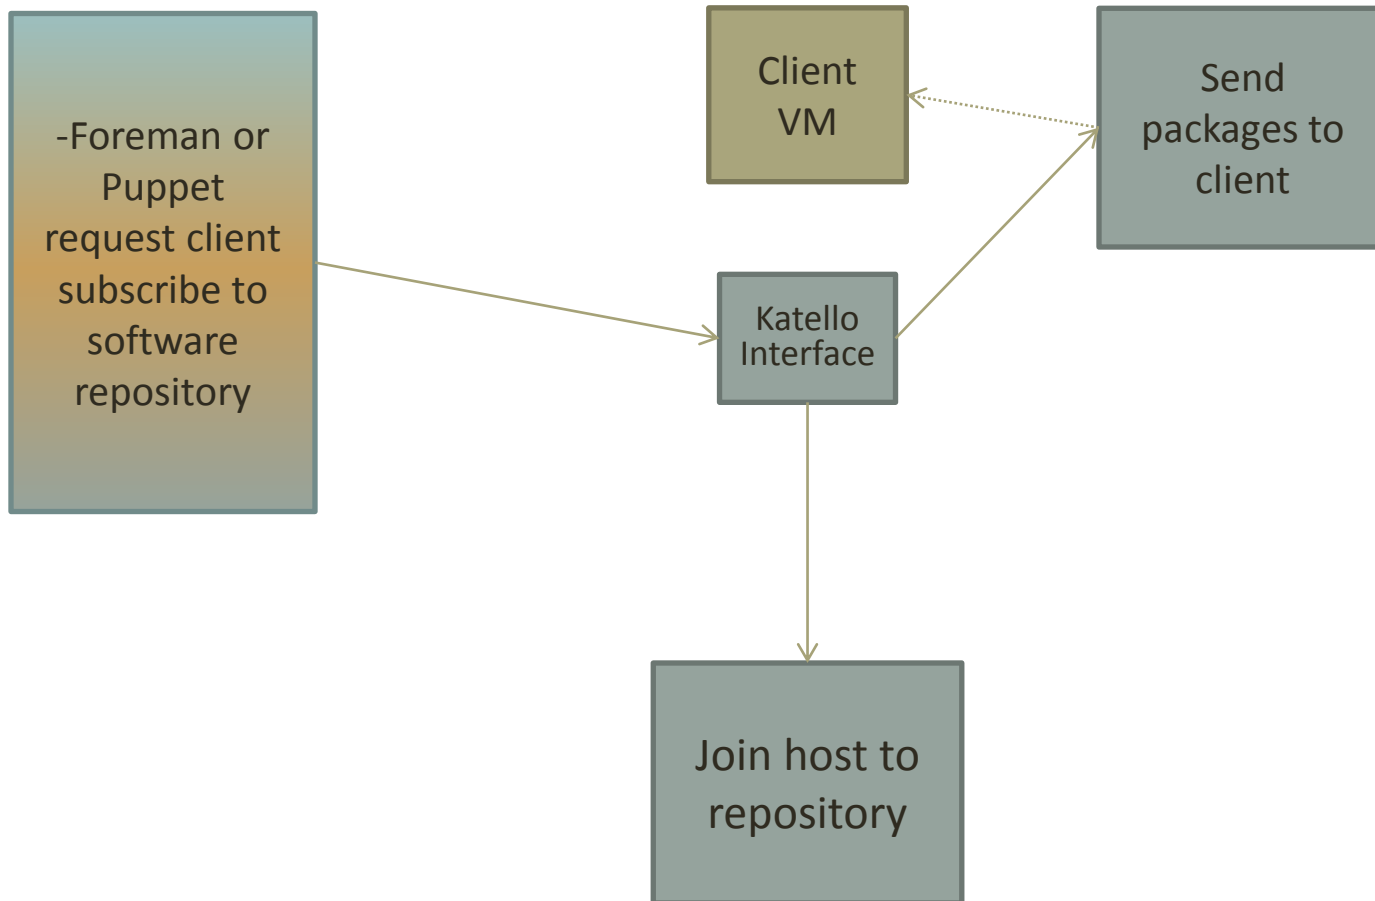 -Foreman or
Puppet
request client
subscribe to
software
repository
Client
VM
Send
packages to
client
Katello
Interface
Join host to
repository